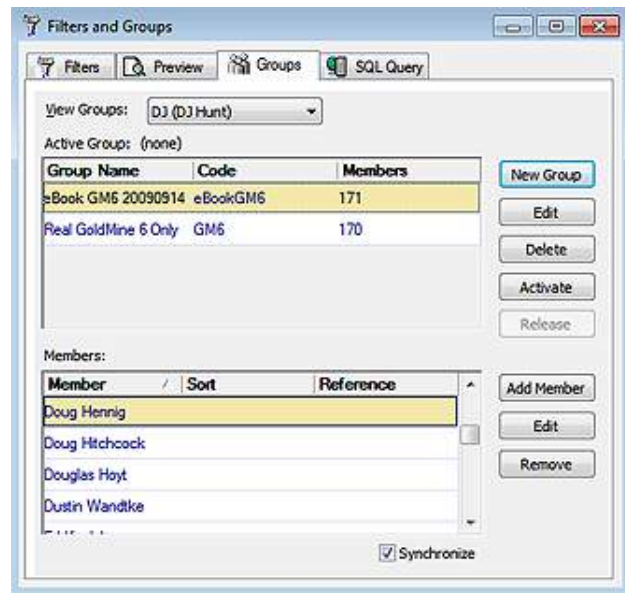 Filters and Groups
Filters Preview Groups SQL Query
View Groups: DJ (DJ Hunt)
Active Group: (none)
Group Name Code Members
eBook GM6 20090914 eBookGM6 171
Real GoldMine 6 Only GM6 170
New Group
Edit
Delete
Activate
Release
Members:
Member / Sort Reference
Doug Hennig
Doug Hitchcock
Douglas Hoyt
Dustin Wandtke
Add Member
Edit
Remove
Synchronize